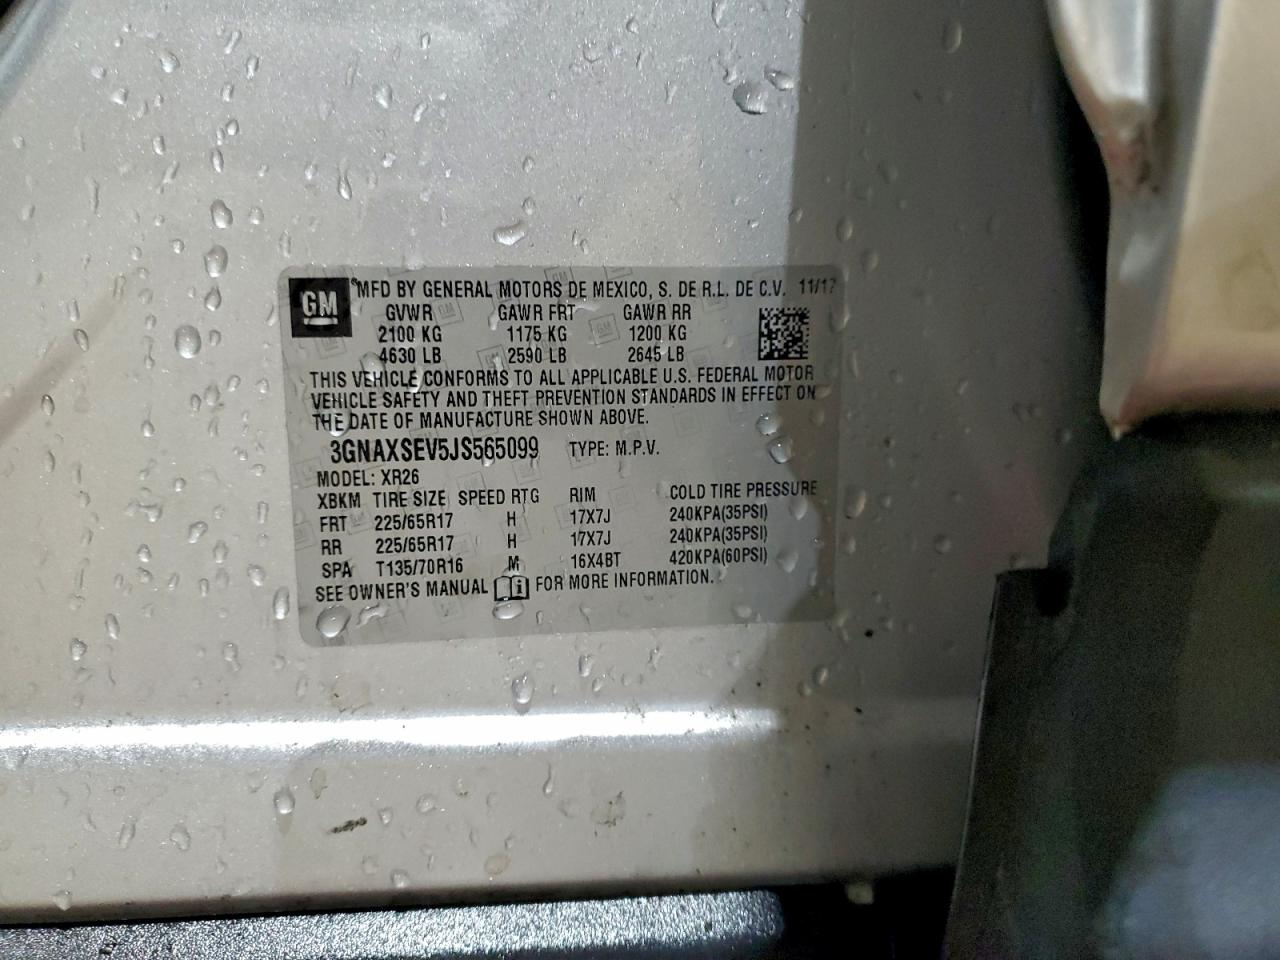 GM
®MFD BY GENERAL MOTORS DE MEXICO, S. DE R.L. DE C.V. 11/17
GVWR GAWR FRT GAWR RR
2100 KG 1175 KG 1200 KG
4630 LB 2590 LB 2645 LB
THIS VEHICLE CONFORMS TO ALL APPLICABLE U.S. FEDERAL MOTOR
VEHICLE SAFETY AND THEFT PREVENTION STANDARDS IN EFFECT ON
THE DATE OF MANUFACTURE SHOWN ABOVE.
3GNAXSEV5JS565099 TYPE: M.P.V.
MODEL: XR26
XBKM TIRE SIZE SPEED RTG RIM COLD TIRE PRESSURE
FRT 225/65R17 H 17X7J 240KPA(35PSI)
RR 225/65R17 H 17X7J 240KPA(35PSI)
SPA T135/70R16 M 16X4BT 420KPA(60PSI)
SEE OWNER'S MANUAL FOR MORE INFORMATION.